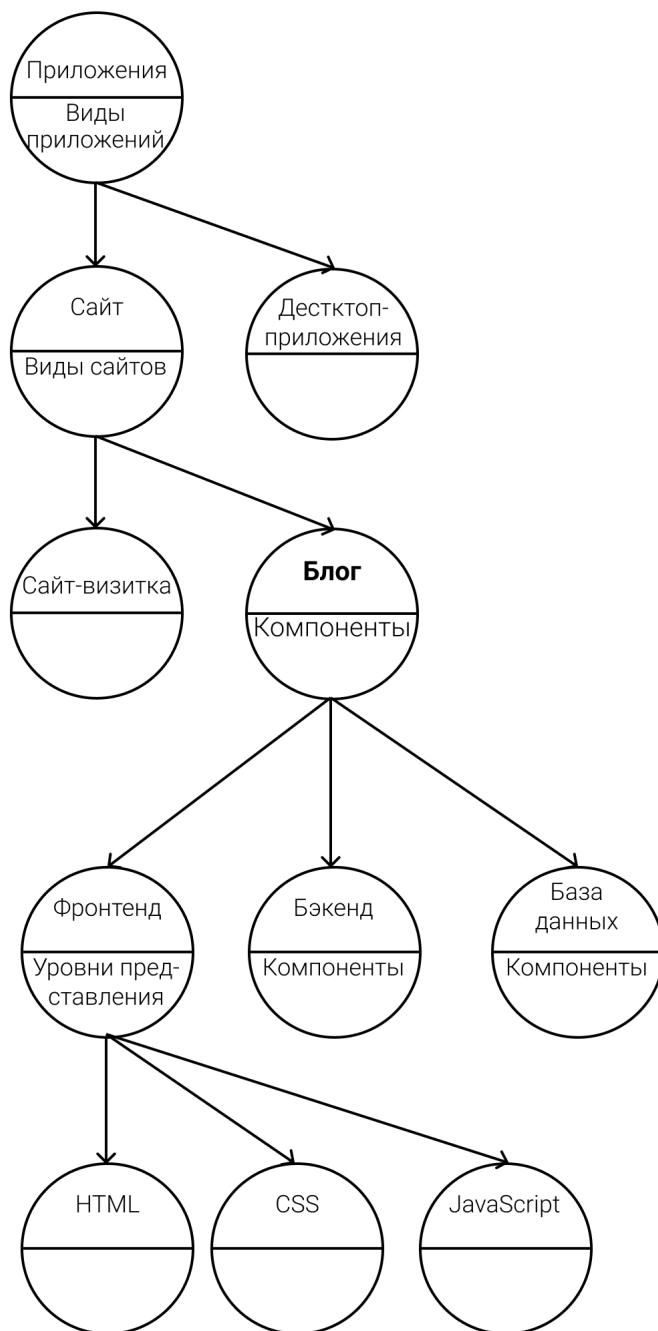 Приложения
Виды
приложений
Сайт
Виды сайтов
Дестктоп-
приложения
Сайт-визитка
Блог
Компоненты
Фронтенд
Уровни пред-
ставления
Бэкенд
Компоненты
База
данных
Компоненты
HTML
CSS
JavaScript